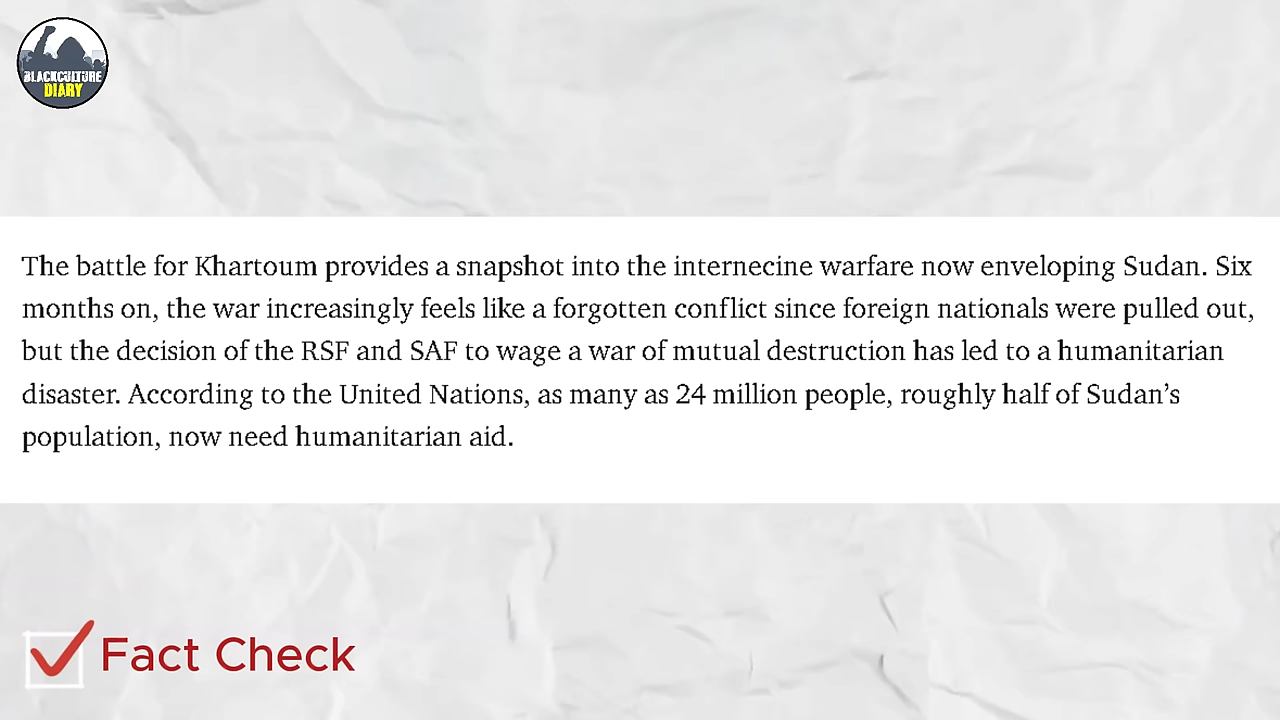 BLACKCULTURE
DIARY
The battle for Khartoum provides a snapshot into the internecine warfare now enveloping Sudan. Six
months on, the war increasingly feels like a forgotten conflict since foreign nationals were pulled out,
but the decision of the RSF and SAF to wage a war of mutual destruction has led to a humanitarian
disaster. According to the United Nations, as many as 24 million people, roughly half of Sudan’s
population, now need humanitarian aid.
Fact Check